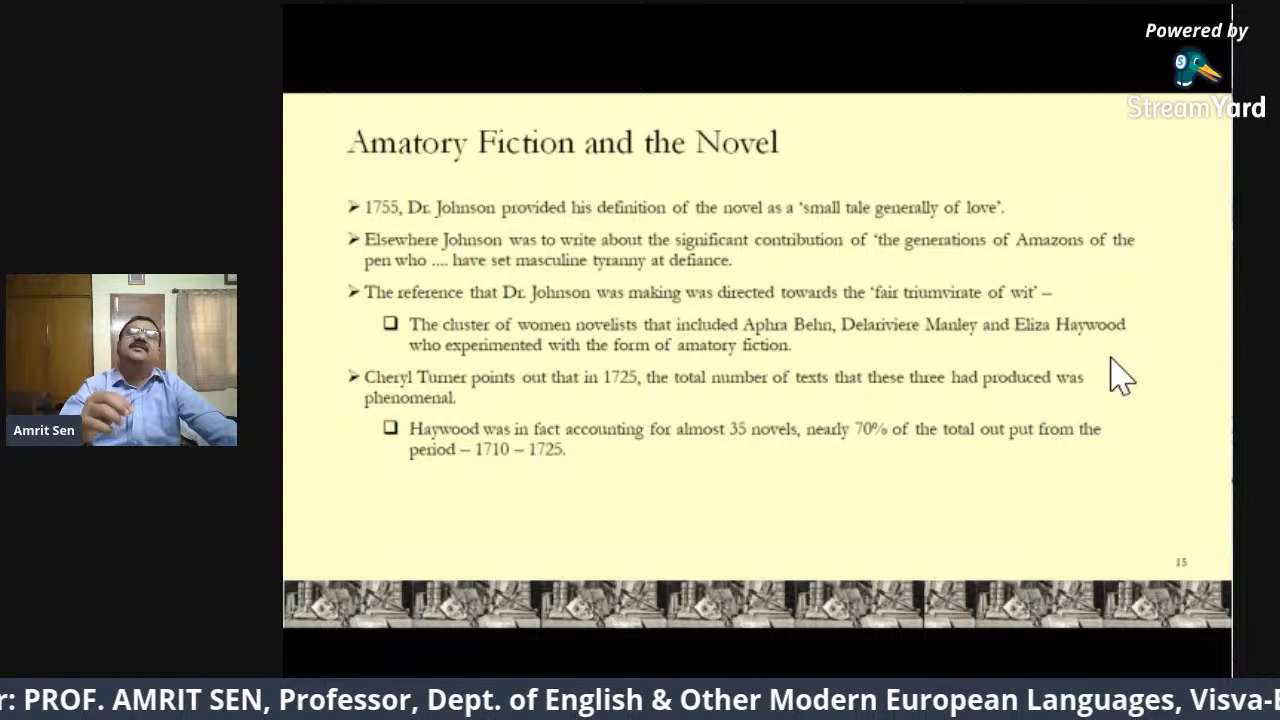 Powered by
StreamYard
Amatory Fiction and the Novel
➤ 1755, Dr. Johnson provided his definition of the novel as a ‘small tale generally of love’.
➤ Elsewhere Johnson was to write about the significant contribution of ‘the generations of Amazons of the
pen who .... have set masculine tyranny at defiance.
➤ The reference that Dr. Johnson was making was directed towards the ‘fair triumvirate of wit’ –
❑ The cluster of women novelists that included Aphra Behn, Delariviere Manley and Eliza Haywood
who experimented with the form of amatory fiction.
➤ Cheryl Turner points out that in 1725, the total number of texts that these three had produced was
phenomenal.
❑ Haywood was in fact accounting for almost 35 novels, nearly 70% of the total out put from the
period – 1710 – 1725.
15
Amrit Sen
r: PROF. AMRIT SEN, Professor, Dept. of English & Other Modern European Languages, Visva-